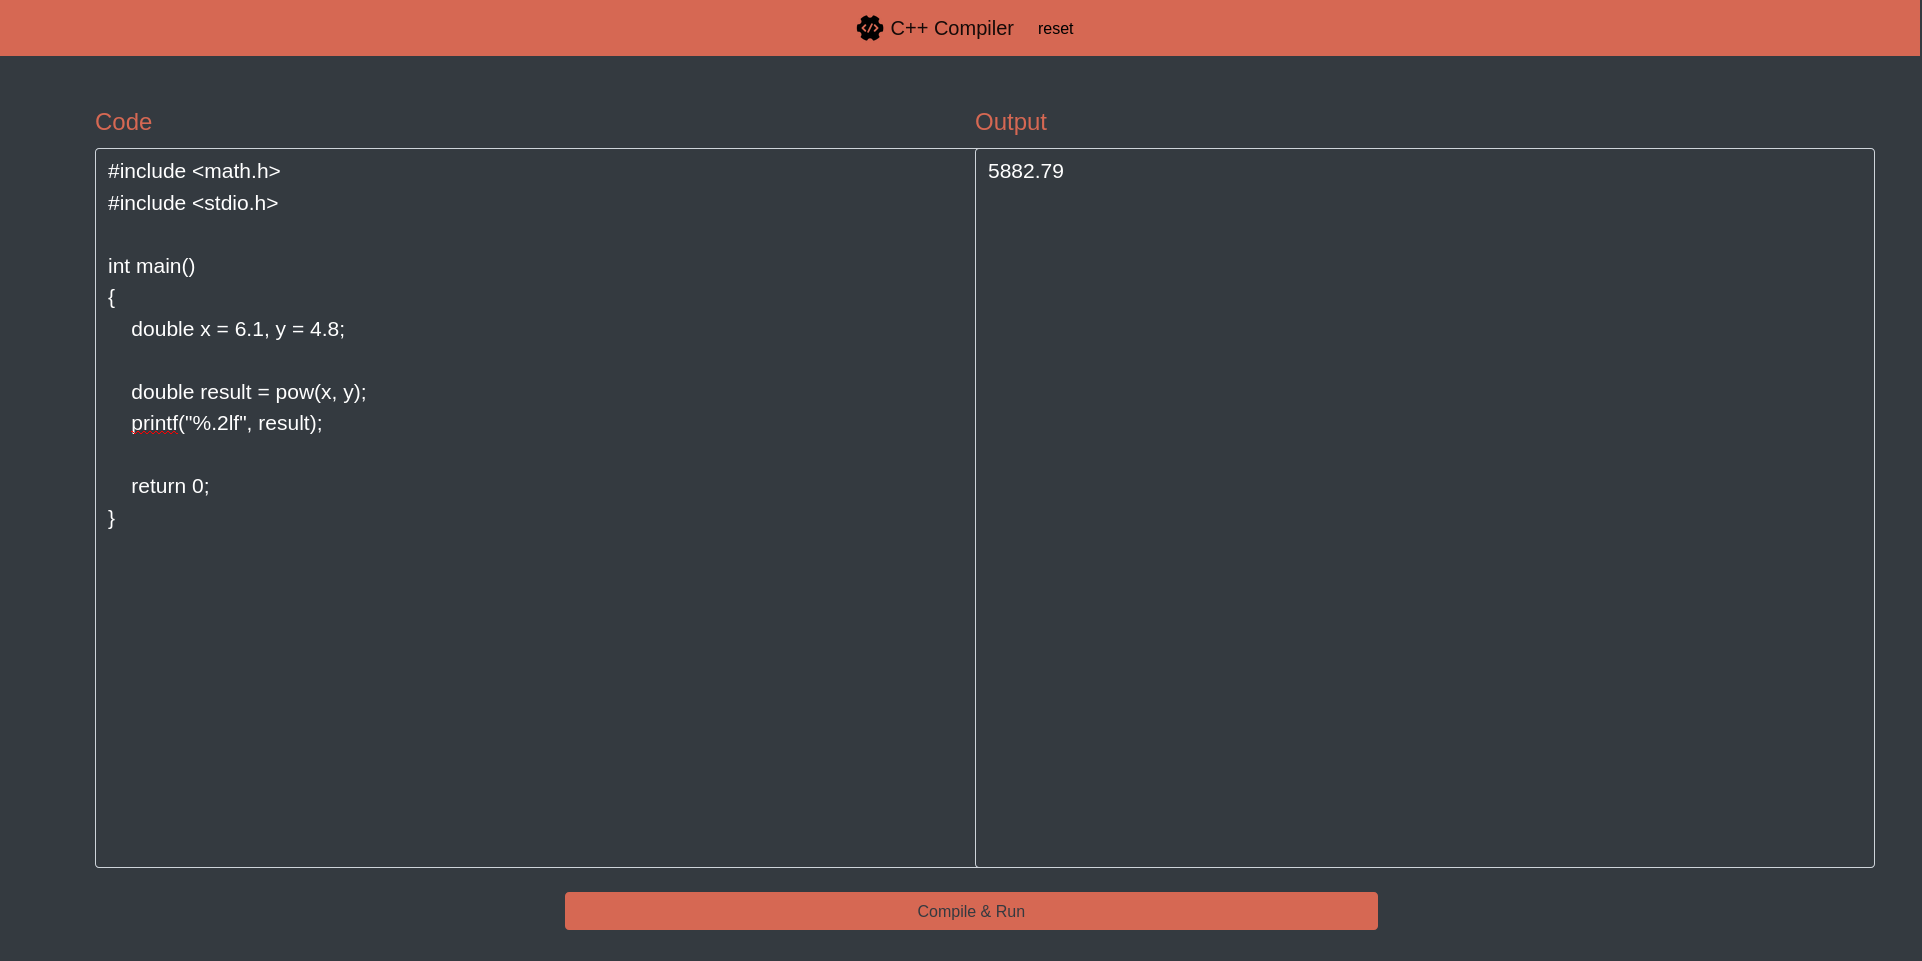 C++ Compiler reset
Code
#include <math.h>
#include <stdio.h>
int main()
{
double x = 6.1, y = 4.8;
double result = pow(x, y);
printf("%.2lf", result);
return 0;
}
Output
5882.79
Compile & Run